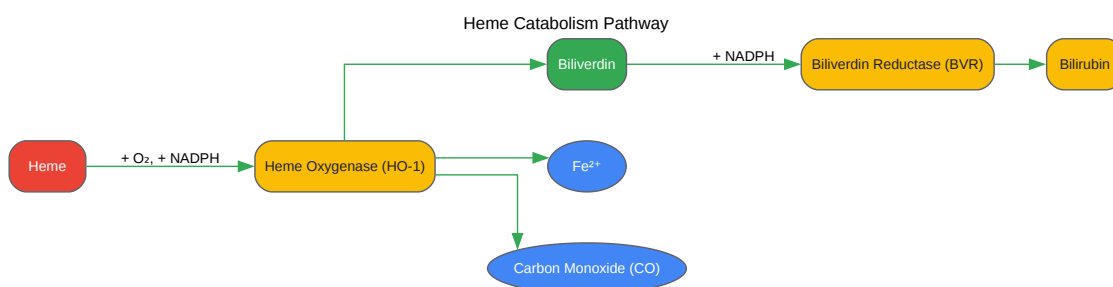 Heme Catabolism Pathway
Biliverdin
+ NADPH
Biliverdin Reductase (BVR)
Bilirubin
Heme
+ O₂, + NADPH
Heme Oxygenase (HO-1)
Fe²⁺
Carbon Monoxide (CO)